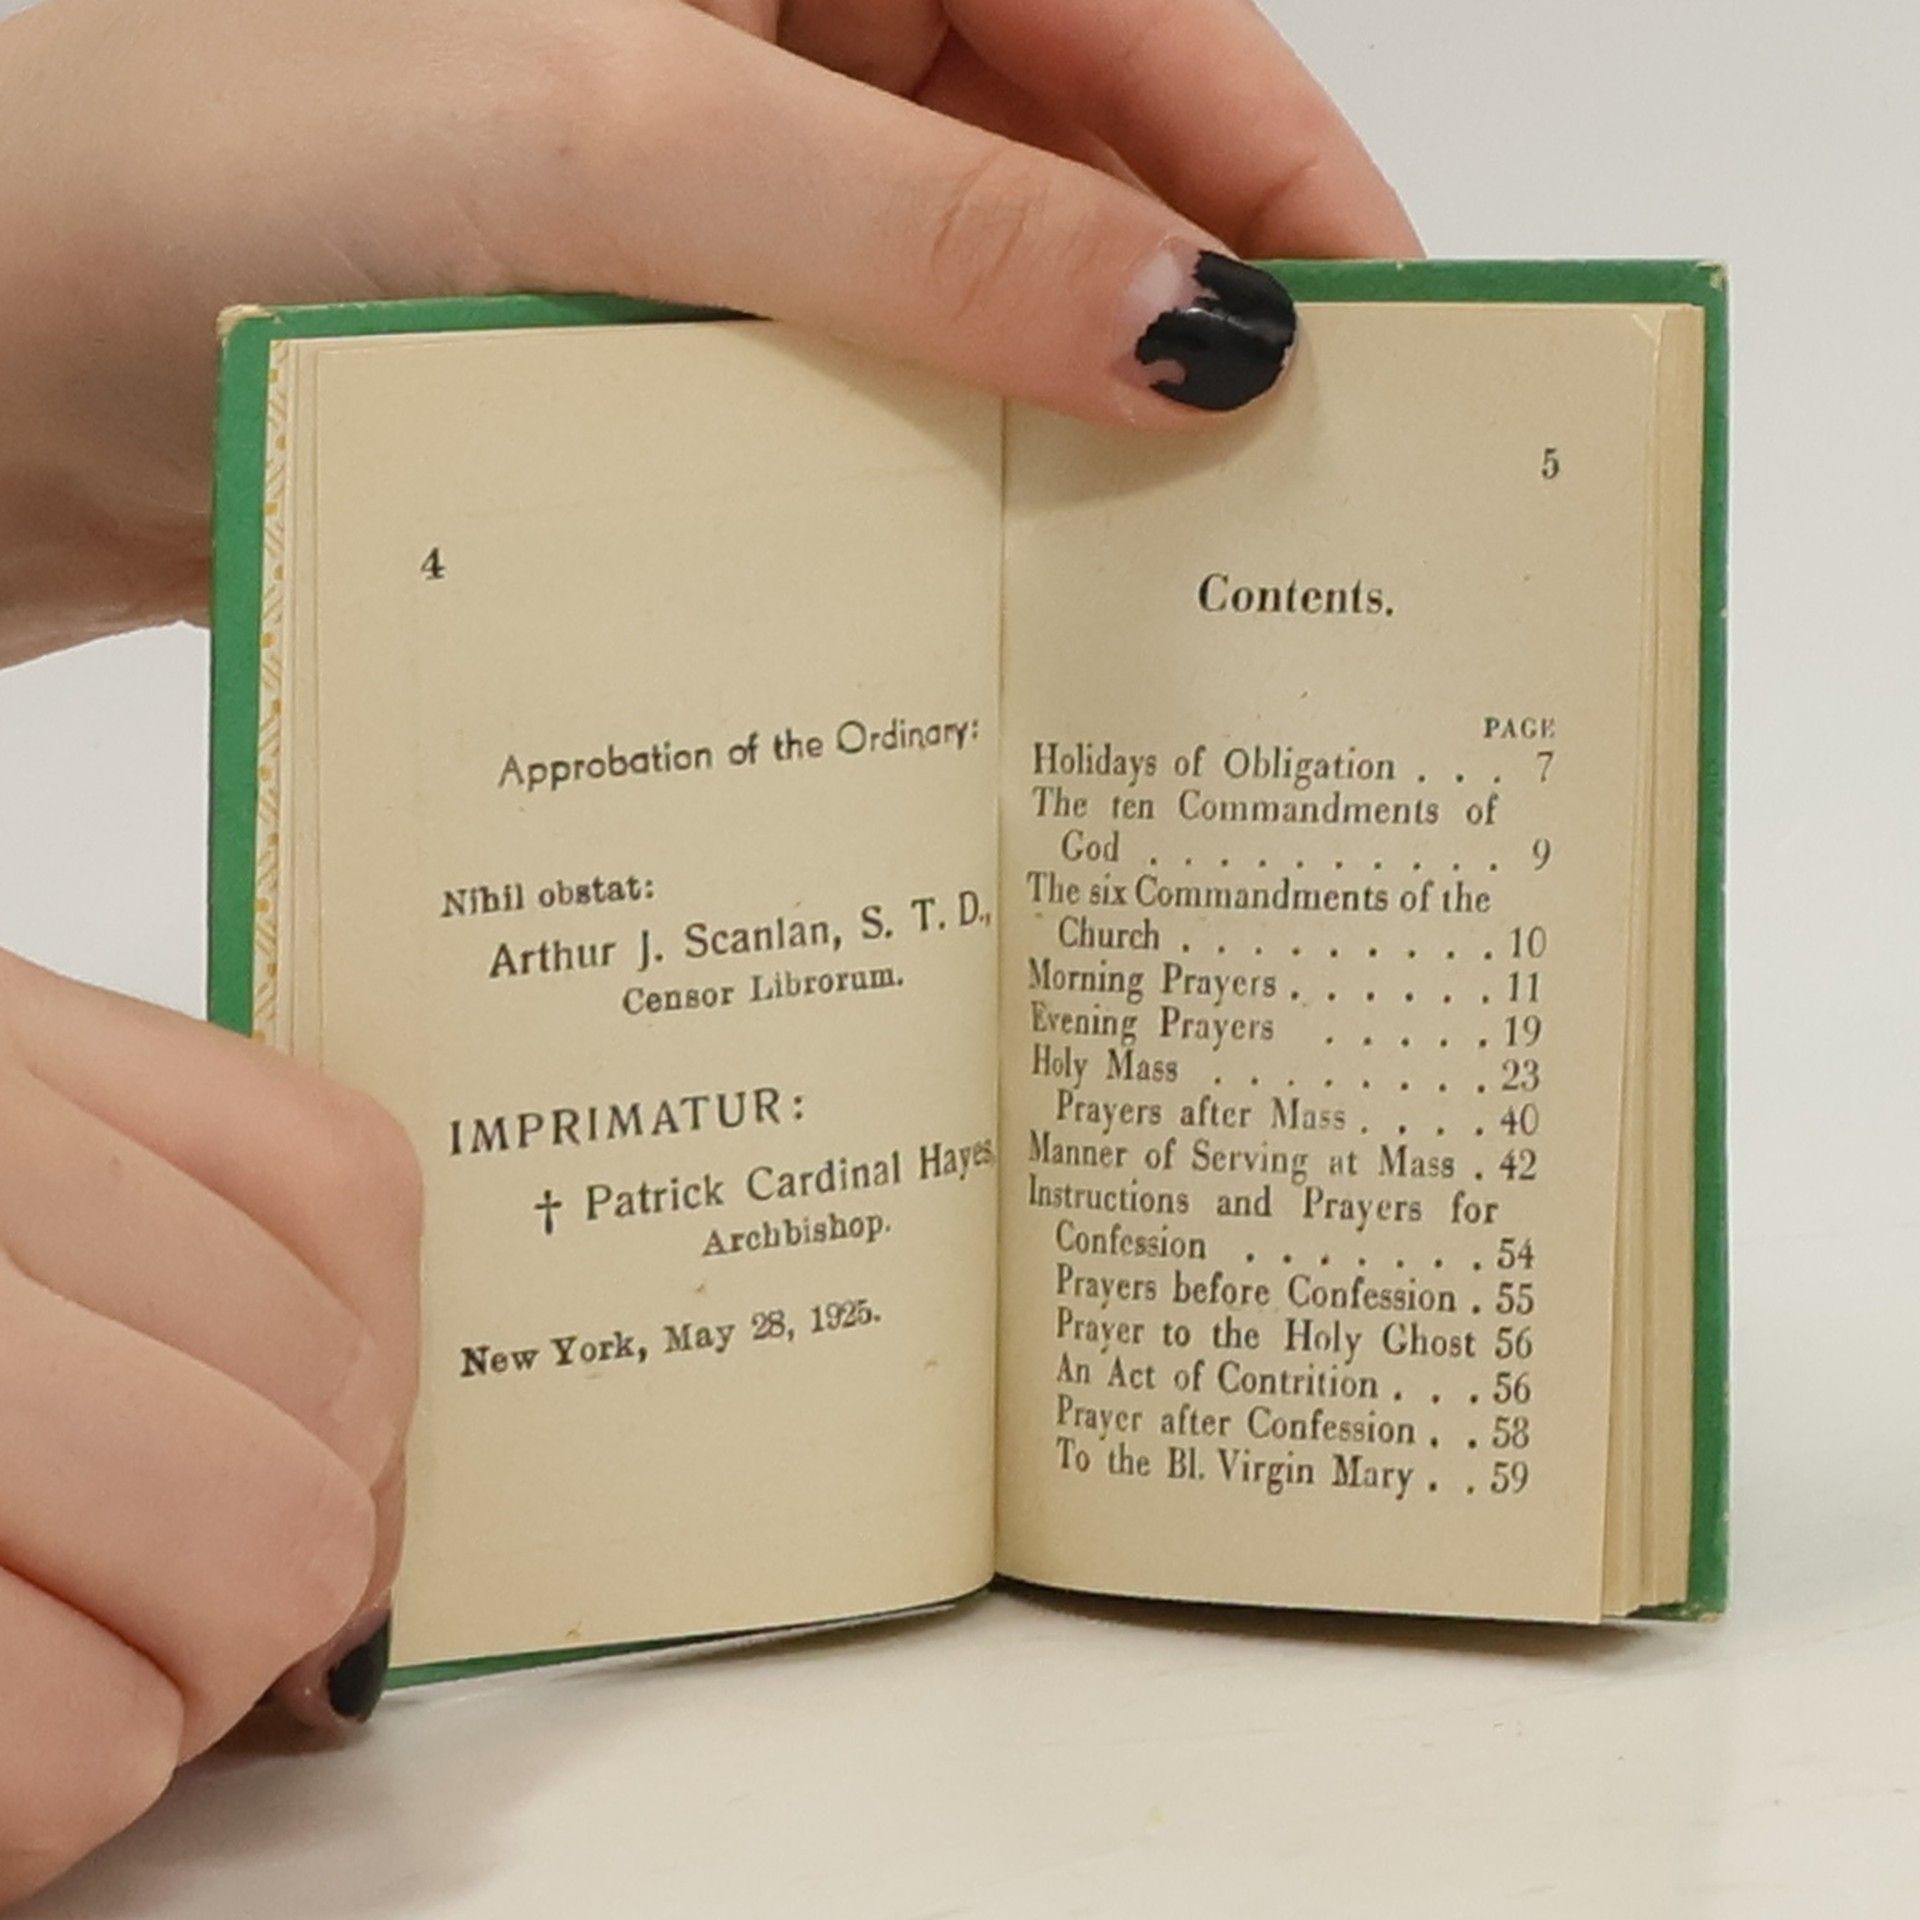 4
Approbation of the Ordinary:
Nihil obstat:
Arthur J. Scanlan, S. T. D.,
Censor Librorum.
IMPRIMATUR:
† Patrick Cardinal Hayes
Archbishop.
New York, May 28, 1925.
5
Contents.
PAGE
Holidays of Obligation . . . 7
The ten Commandments of
God . . . . . . . . . . 9
The six Commandments of the
Church . . . . . . . . . 10
Morning Prayers . . . . . . 11
Evening Prayers . . . . . 19
Holy Mass . . . . . . . . 23
Prayers after Mass . . . . 40
Manner of Serving at Mass . 42
Instructions and Prayers for
Confession . . . . . . . 54
Prayers before Confession . 55
Prayer to the Holy Ghost 56
An Act of Contrition . . . 56
Prayer after Confession . . 58
To the Bl. Virgin Mary . . 59